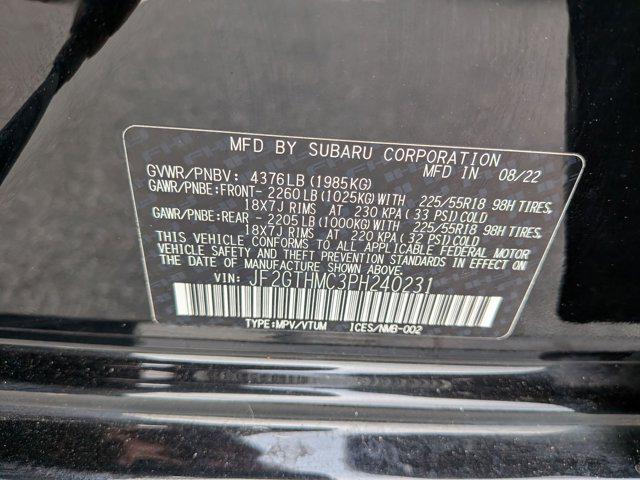 MFD BY SUBARU CORPORATION MFD IN 08/22
GVWR/PNBV: 4376LB(1985KG)
GAWR/PNBE:FRONT- 2260LB(1025KG)WITH 225/55R18 98H TIRES,
18X7J RIMS AT 230 KPA(33 PSI)COLD
GAWR/PNBE:REAR - 2205LB(1000KG)WITH 225/55R18 98H TIRES,
18X7J RIMS AT 220 KPA(32 PSI)COLD
THIS VEHICLE CONFORMS TO ALL APPLICABLE FEDERAL MOTOR
VEHICLE SAFETY AND THEFT PREVENTION STANDARDS IN EFFECT ON
THE DATE OF MANUFACTURE SHOWN ABOVE.
VIN: JF2GTHMC3PH240231
TYPE:MPV/VTUM ICES/NMB-002